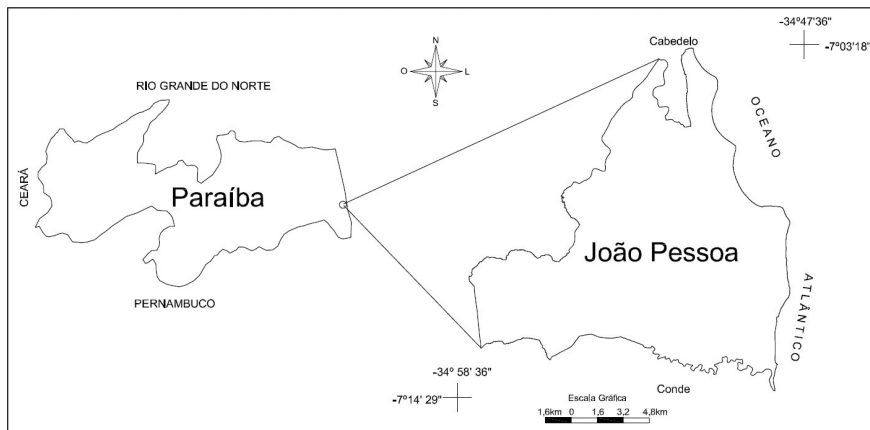 -34º47'36"
-7º03'18"
Cabedelo
N
O
L
S
RIO GRANDE DO NORTE
OCEANO
CEARÁ
Paraíba
João Pessoa
ATLÂNTICO
PERNAMBUCO
-34º 58' 36"
-7º14' 29"
Conde
Escala Gráfica
1,6km 0 1,6 3,2 4,8km